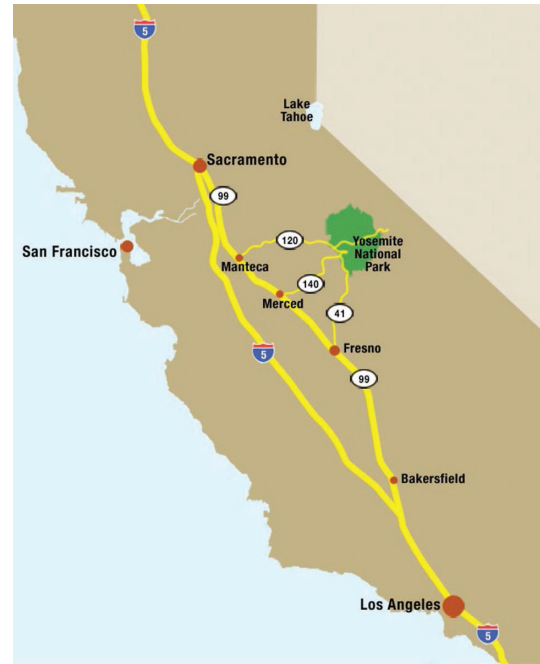 5
Lake
Tahoe
Sacramento
99
120
Yosemite
National
Park
San Francisco
Manteca
140
Merced
41
Fresno
5
99
Bakersfield
Los Angeles
5